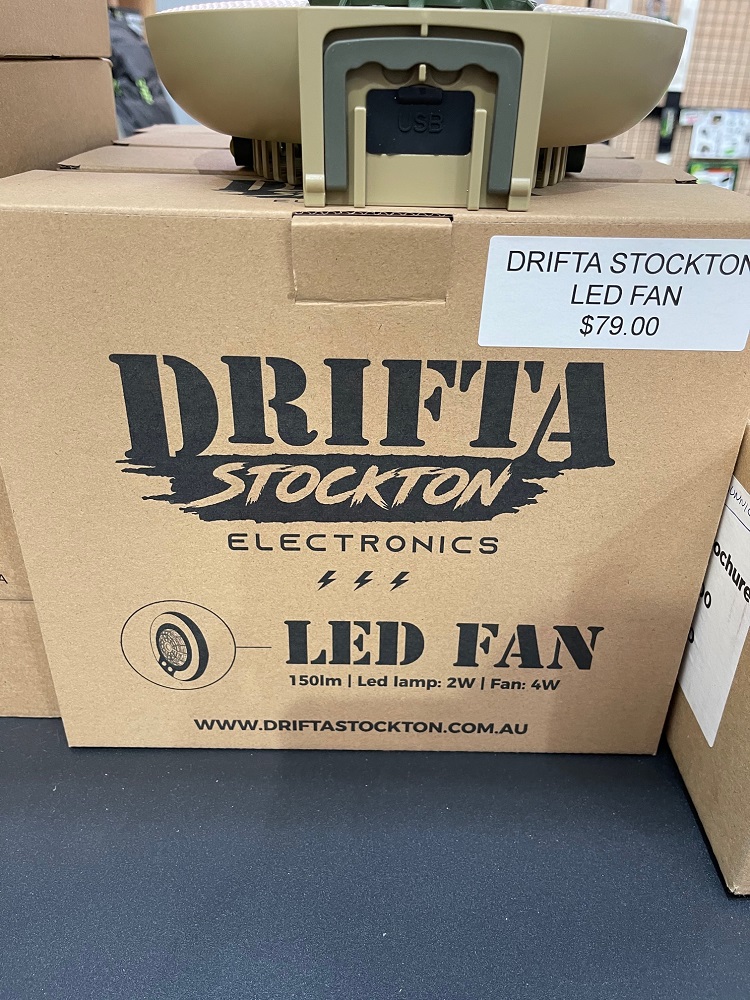 USB
DRIFTA STOCKTON
LED FAN
$79.00
DRIFTA
STOCKTON
ELECTRONICS
LED FAN
150lm | Led lamp: 2W | Fan: 4W
WWW.DRIFTASTOCKTON.COM.AU
ochure